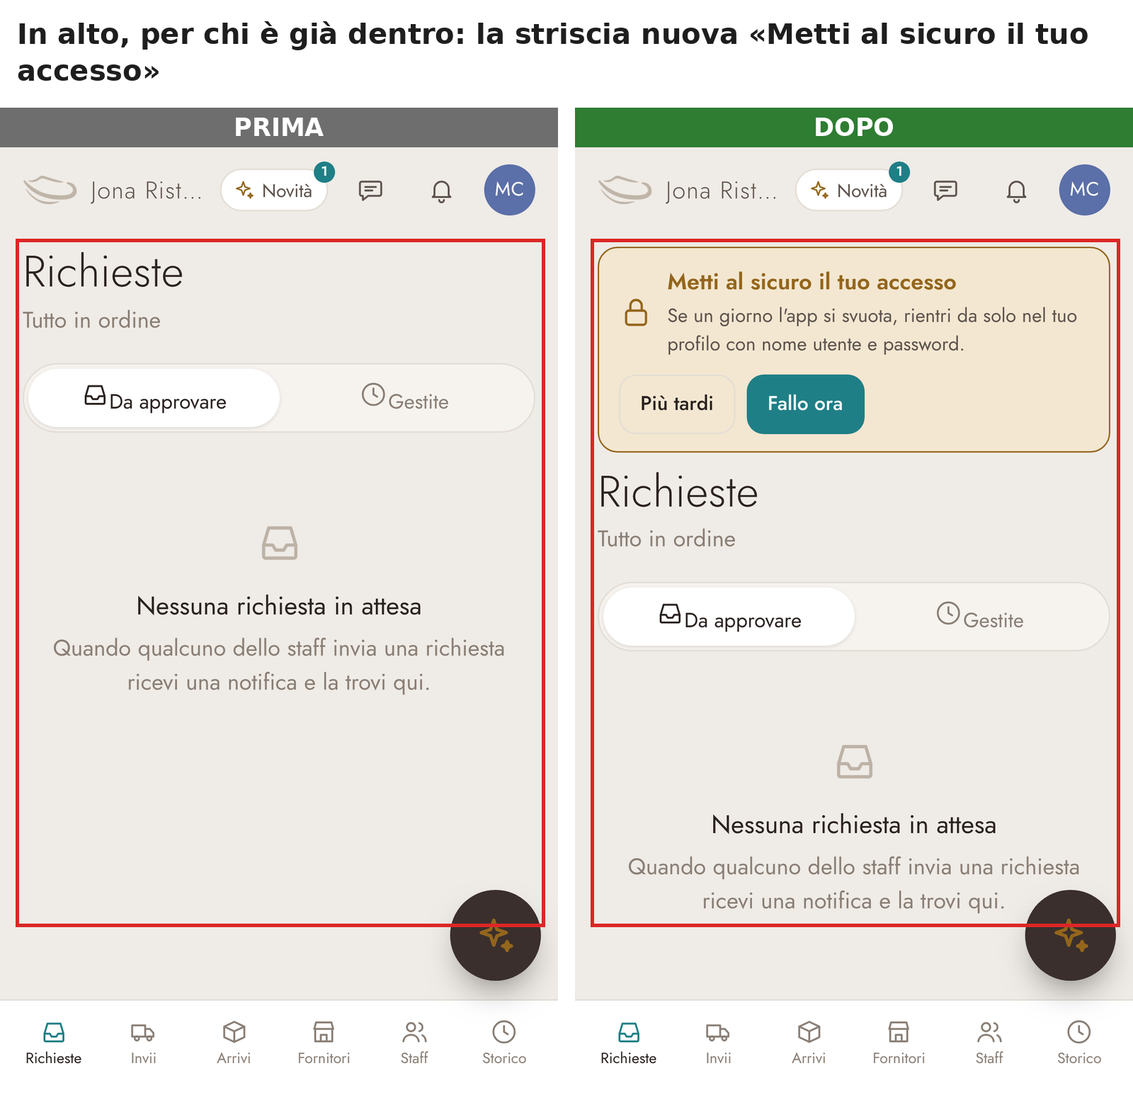 In alto, per chi è già dentro: la striscia nuova «Metti al sicuro il tuo
accesso»
PRIMA
Jona Rist...
Novità
1
MC
Richieste
Tutto in ordine
Da approvare
Gestite
Nessuna richiesta in attesa
Quando qualcuno dello staff invia una richiesta
ricevi una notifica e la trovi qui.
Richieste
Invii
Arrivi
Fornitori
Staff
Storico
DOPO
Jona Rist...
Novità
1
MC
Metti al sicuro il tuo accesso
Se un giorno l'app si svuota, rientri da solo nel tuo
profilo con nome utente e password.
Più tardi
Fallo ora
Richieste
Tutto in ordine
Da approvare
Gestite
Nessuna richiesta in attesa
Quando qualcuno dello staff invia una richiesta
ricevi una notifica e la trovi qui.
Richieste
Invii
Arrivi
Fornitori
Staff
Storico